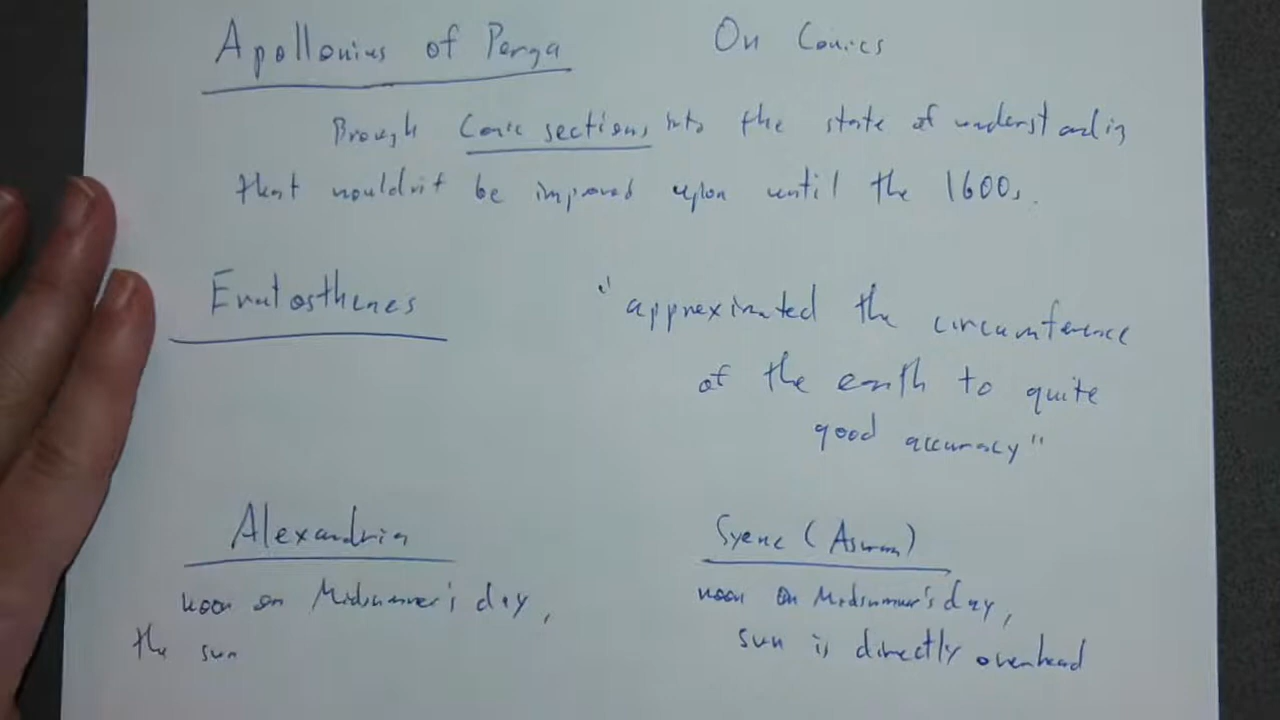 Apollonius of Perga On Conics
Brough Conic sections into the state of understanding
that wouldn't be improved upon until the 1600s.
Eratosthenes
"approximated the circumference
of the earth to quite
good accuracy"
Alexandria
noon on Midsummer's day,
the sun
Syene (Aswan)
noon on Midsummer's day,
sun is directly overhead